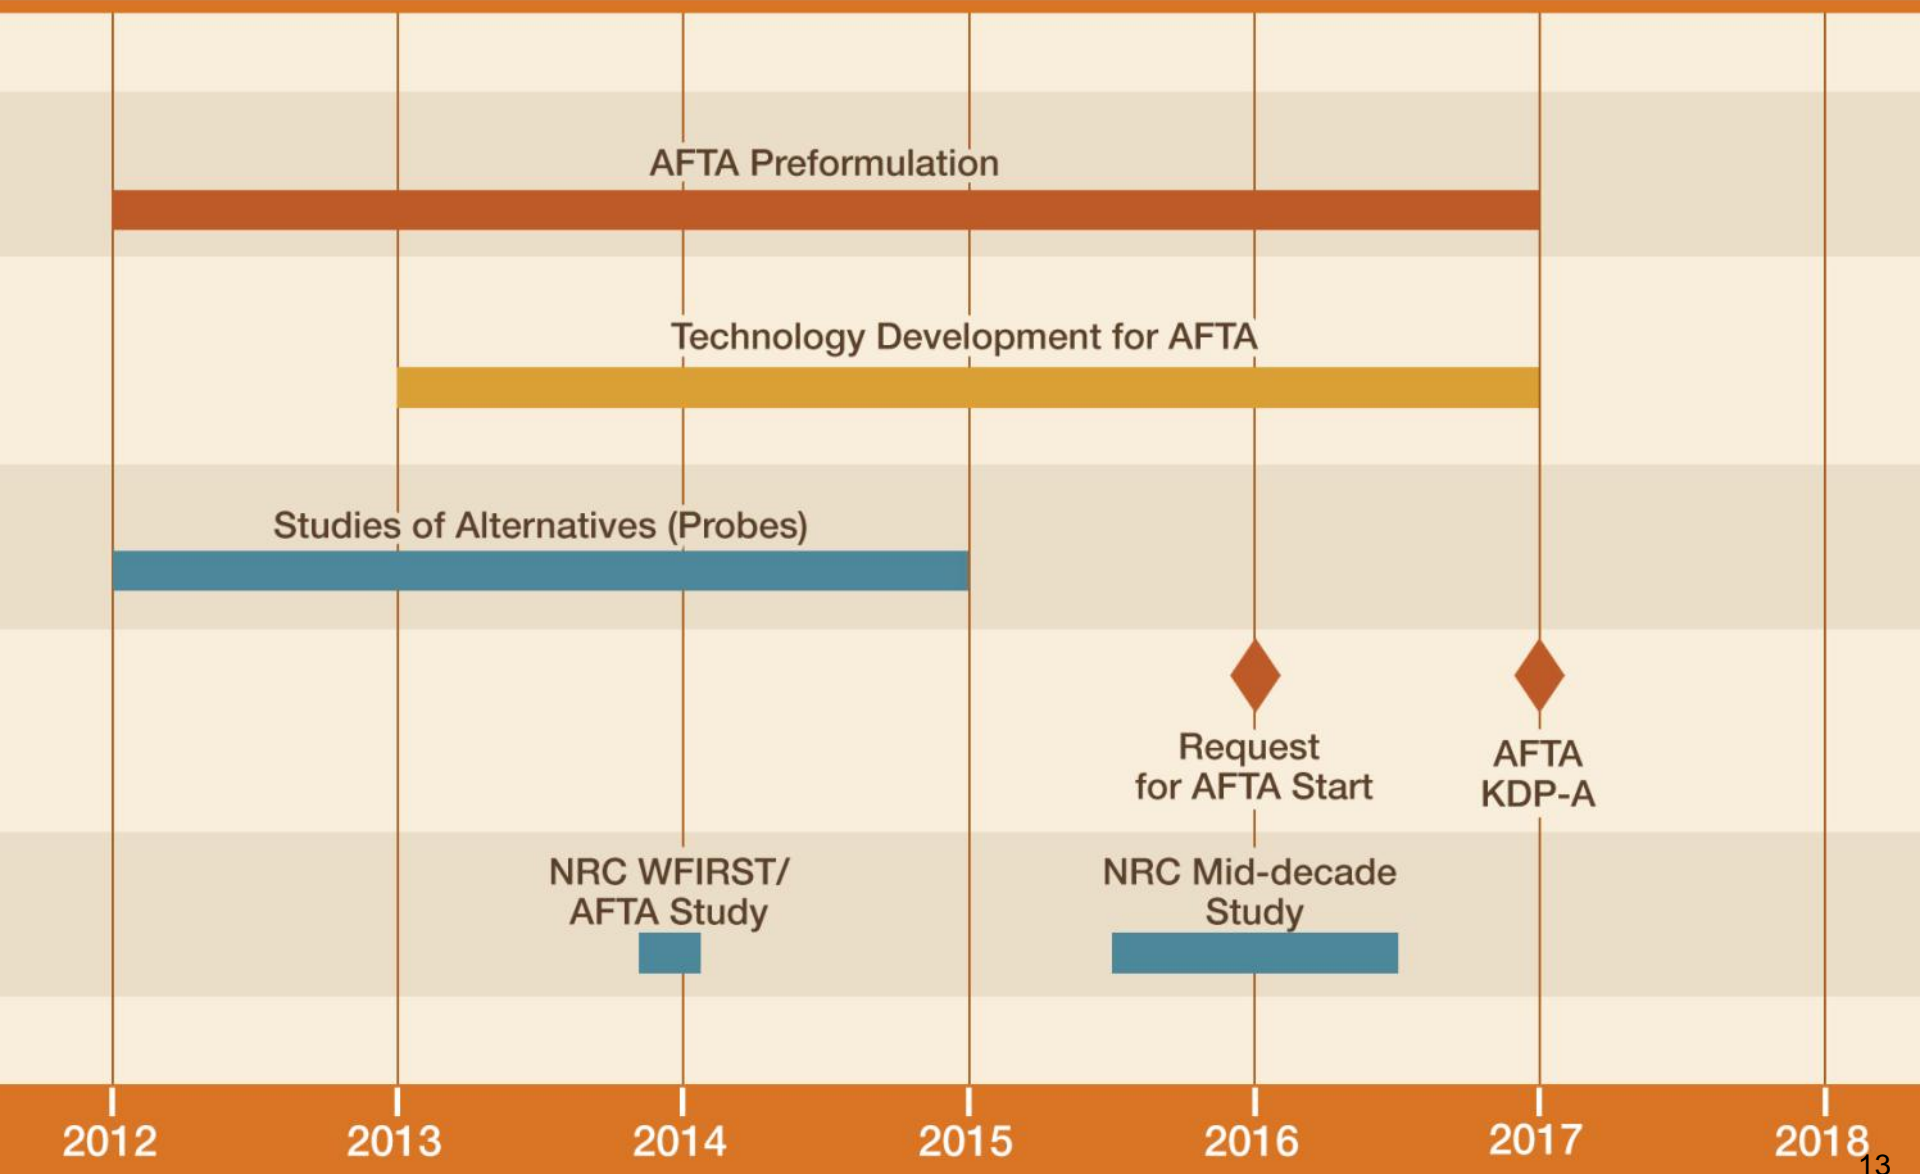 AFTA Preformulation
Technology Development for AFTA
Studies of Alternatives (Probes)
Request
for AFTA Start
AFTA
KDP-A
NRC WFIRST/
AFTA Study
NRC Mid-decade
Study
2012 2013 2014 2015 2016 2017 2018
13